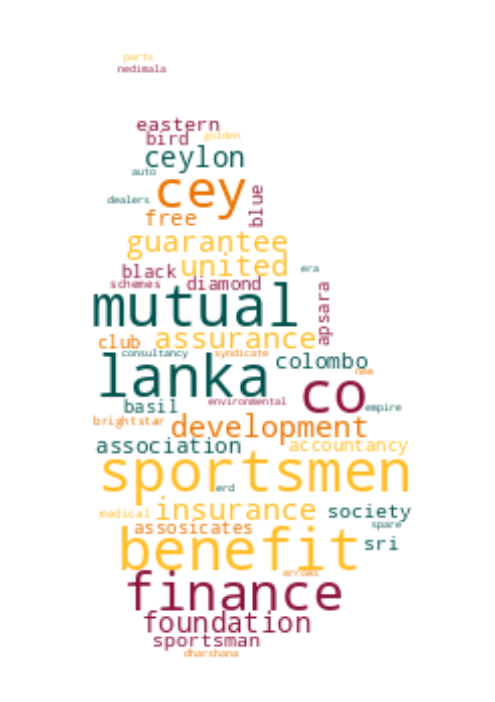 parts
nedimala
eastern
bird golden
ceylon
auto
cey
dealers blue
free
guarantee
united era
black
schemes diamond
mutual apsara
club assurance
consultancy syndicate
lanka colombo
new
co
environmental
basil empire
brightstar development
association accountancy
sportsmen
erd
medical insurance society
assosicates spare
benefit sri
arrows
finance
foundation
sportsman
dharshana